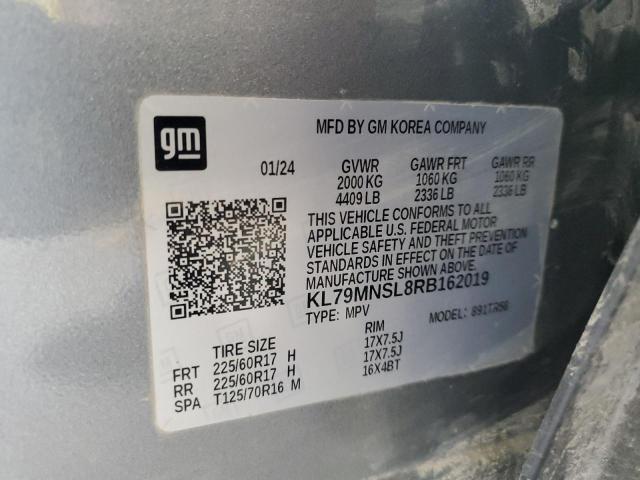 gm
MFD BY GM KOREA COMPANY
01/24 GVWR GAWR FRT GAWR RR
2000 KG 1060 KG 1060 KG
4409 LB 2336 LB 2336 LB
THIS VEHICLE CONFORMS TO ALL
APPLICABLE U.S. FEDERAL MOTOR
VEHICLE SAFETY AND THEFT PREVENTION
STANDARDS IN EFFECT ON THE DATE OF
MANUFACTURE SHOWN ABOVE.
KL79MNSL8RB162019
TYPE: MPV MODEL:
TIRE SIZE RIM
FRT 225/60R17 H 17X7.5J
RR 225/60R17 H 17X7.5J
SPA T125/70R16 M 16X4BT